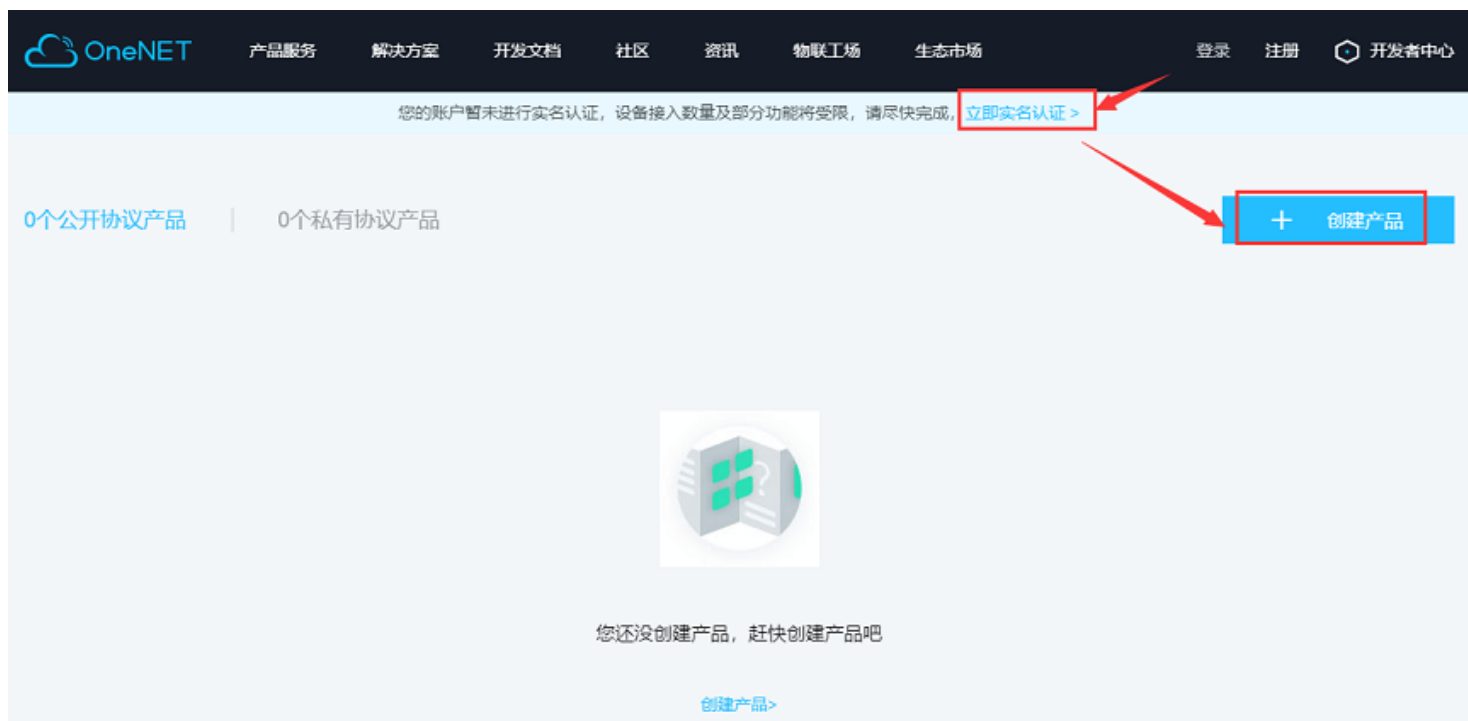 OneNET 产品服务 解决方案 开发文档 社区 资讯 物联工场 生态市场 登录 注册 开发者中心
您的账户暂未进行实名认证，设备接入数量及部分功能将受限，请尽快完成，立即实名认证 >
0个公开协议产品 | 0个私有协议产品 + 创建产品
您还没创建产品，赶快创建产品吧
创建产品>